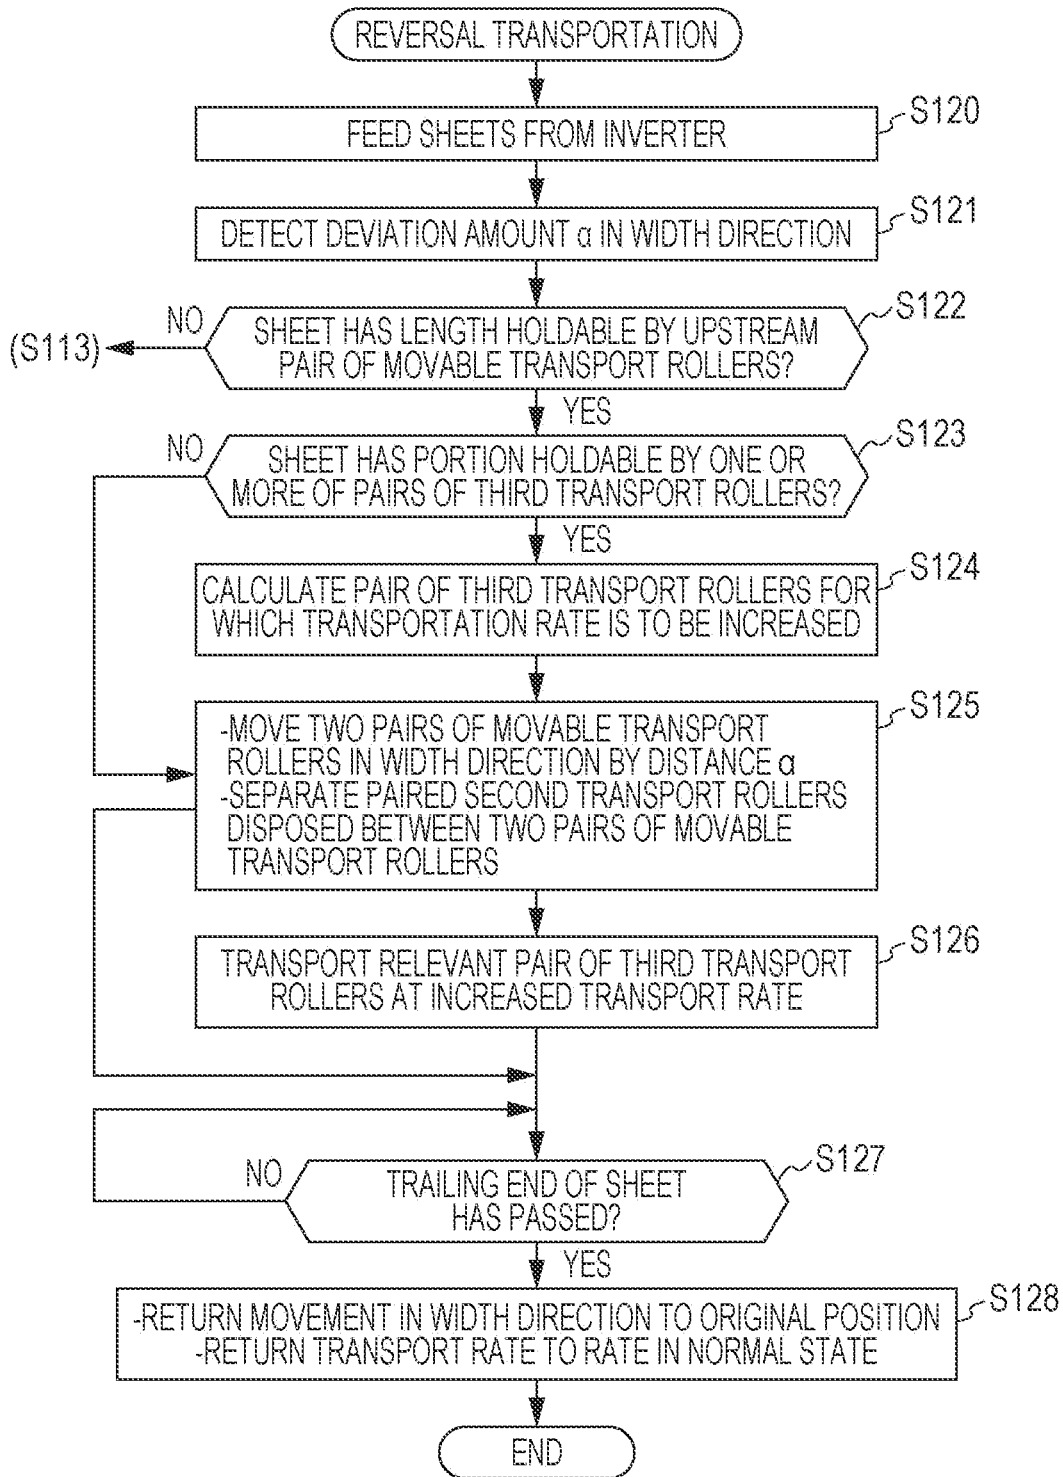 REVERSAL TRANSPORTATION
S120
FEED SHEETS FROM INVERTER
S121
DETECT DEVIATION AMOUNT α IN WIDTH DIRECTION
S122
NO
(S113)
SHEET HAS LENGTH HOLDABLE BY UPSTREAM
PAIR OF MOVABLE TRANSPORT ROLLERS?
YES
S123
NO
SHEET HAS PORTION HOLDABLE BY ONE OR
MORE OF PAIRS OF THIRD TRANSPORT ROLLERS?
YES
S124
CALCULATE PAIR OF THIRD TRANSPORT ROLLERS FOR
WHICH TRANSPORTATION RATE IS TO BE INCREASED
S125
-MOVE TWO PAIRS OF MOVABLE TRANSPORT
ROLLERS IN WIDTH DIRECTION BY DISTANCE α
-SEPARATE PAIRED SECOND TRANSPORT ROLLERS
DISPOSED BETWEEN TWO PAIRS OF MOVABLE
TRANSPORT ROLLERS
S126
TRANSPORT RELEVANT PAIR OF THIRD TRANSPORT
ROLLERS AT INCREASED TRANSPORT RATE
S127
NO
TRAILING END OF SHEET
HAS PASSED?
YES
S128
-RETURN MOVEMENT IN WIDTH DIRECTION TO ORIGINAL POSITION
-RETURN TRANSPORT RATE TO RATE IN NORMAL STATE
END